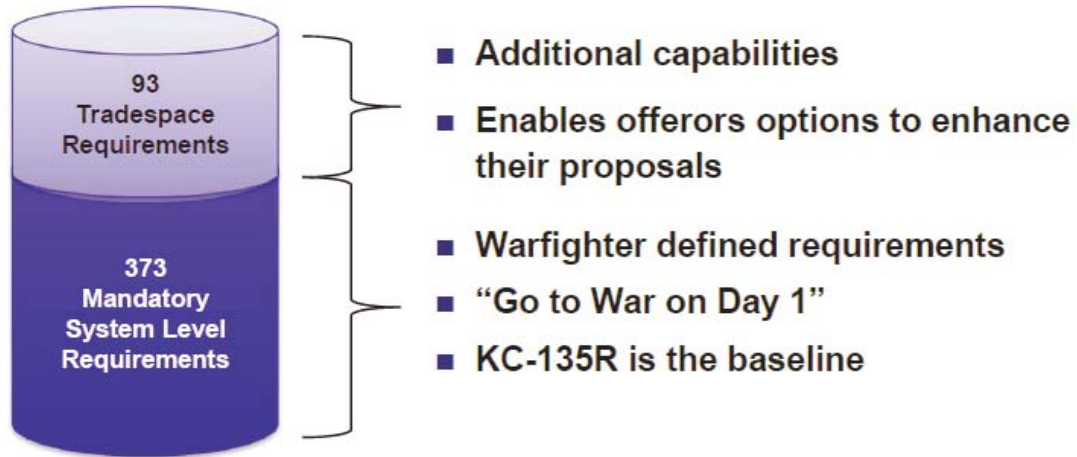 93
Tradespace
Requirements
373
Mandatory
System Level
Requirements
■ Additional capabilities
■ Enables offerors options to enhance
their proposals
■ Warfighter defined requirements
■ “Go to War on Day 1”
■ KC-135R is the baseline